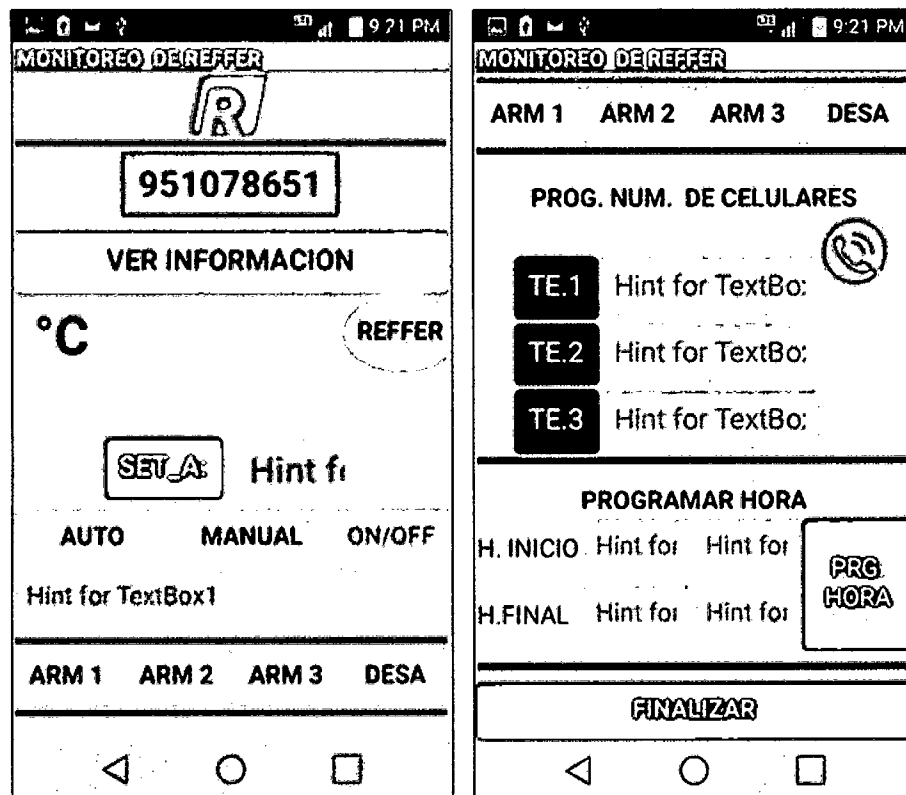 9:21 PM
MONITOREO DE REFFER
R
951078651
VER INFORMACION
°C
REFFER
SET_A: Hint fo
AUTO MANUAL ON/OFF
Hint for TextBox1
ARM 1 ARM 2 ARM 3 DESA
9:21 PM
MONITOREO DE REFFER
ARM 1 ARM 2 ARM 3 DESA
PROG. NUM. DE CELULARES
TE.1 Hint for TextBo
TE.2 Hint for TextBo
TE.3 Hint for TextBo
PROGRAMAR HORA
H. INICIO Hint for Hint for
PRG. HORA
H.FINAL Hint for Hint for
FINALIZAR